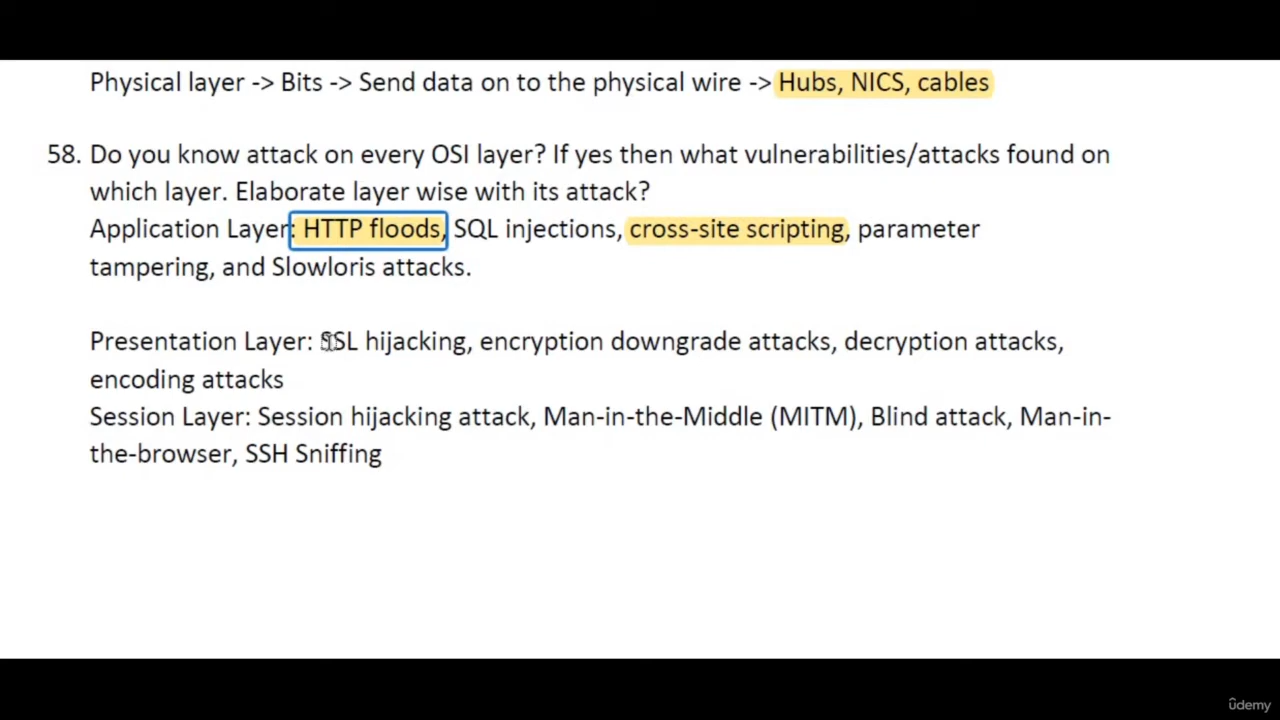 Physical layer -> Bits -> Send data on to the physical wire -> Hubs, NICS, cables
58. Do you know attack on every OSI layer? If yes then what vulnerabilities/attacks found on
which layer. Elaborate layer wise with its attack?
Application Layer: HTTP floods, SQL injections, cross-site scripting, parameter
tampering, and Slowloris attacks.
Presentation Layer: SSL hijacking, encryption downgrade attacks, decryption attacks,
encoding attacks
Session Layer: Session hijacking attack, Man-in-the-Middle (MITM), Blind attack, Man-in-
the-browser, SSH Sniffing
ûdemy